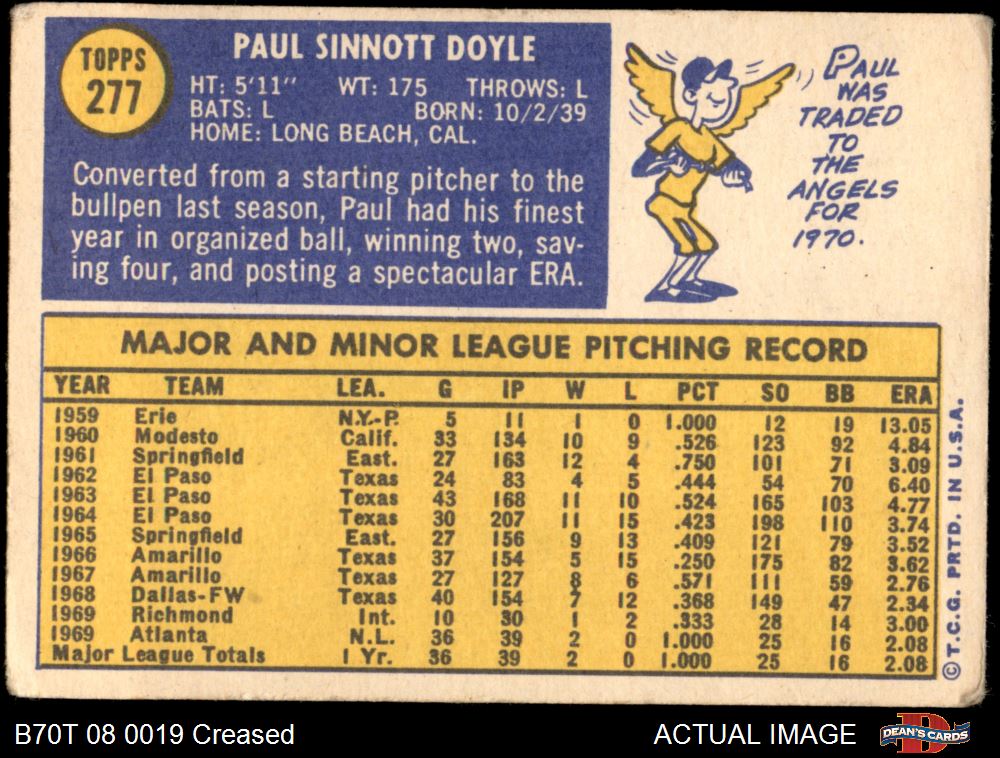 TOPPS
277
PAUL SINNOTT DOYLE
HT: 5'11" WT: 175 THROWS: L
BATS: L BORN: 10/2/39
HOME: LONG BEACH, CAL.
Converted from a starting pitcher to the
bullpen last season, Paul had his finest
year in organized ball, winning two, sav-
ing four, and posting a spectacular ERA.
PAUL
WAS
TRADED
TO
THE
ANGELS
FOR
1970.
MAJOR AND MINOR LEAGUE PITCHING RECORD
YEAR TEAM LEA. G IP W L PCT SO BB ERA
1959 Erie N.Y.-P. 5 11 1 0 1.000 12 19 13.05
1960 Modesto Calif. 33 134 10 9 .526 123 92 4.84
1961 Springfield East. 27 163 12 4 .750 101 71 3.09
1962 El Paso Texas 24 83 4 5 .444 54 70 6.40
1963 El Paso Texas 43 168 11 10 .524 165 103 4.77
1964 El Paso Texas 30 207 11 15 .423 198 110 3.74
1965 Springfield East. 27 156 9 13 .409 121 79 3.52
1966 Amarillo Texas 37 154 5 15 .250 175 82 3.62
1967 Amarillo Texas 27 127 8 6 .571 111 59 2.76
1968 Dallas-FW Texas 40 154 7 12 .368 149 47 2.34
1969 Richmond Int. 10 30 1 2 .333 28 14 3.00
1969 Atlanta N.L. 36 39 2 0 1.000 25 16 2.08
Major League Totals 1 Yr. 36 39 2 0 1.000 25 16 2.08
© T.C.G. PRTD. IN U.S.A.
B70T 08 0019 Creased
ACTUAL IMAGE
D
DEAN'S CARDS